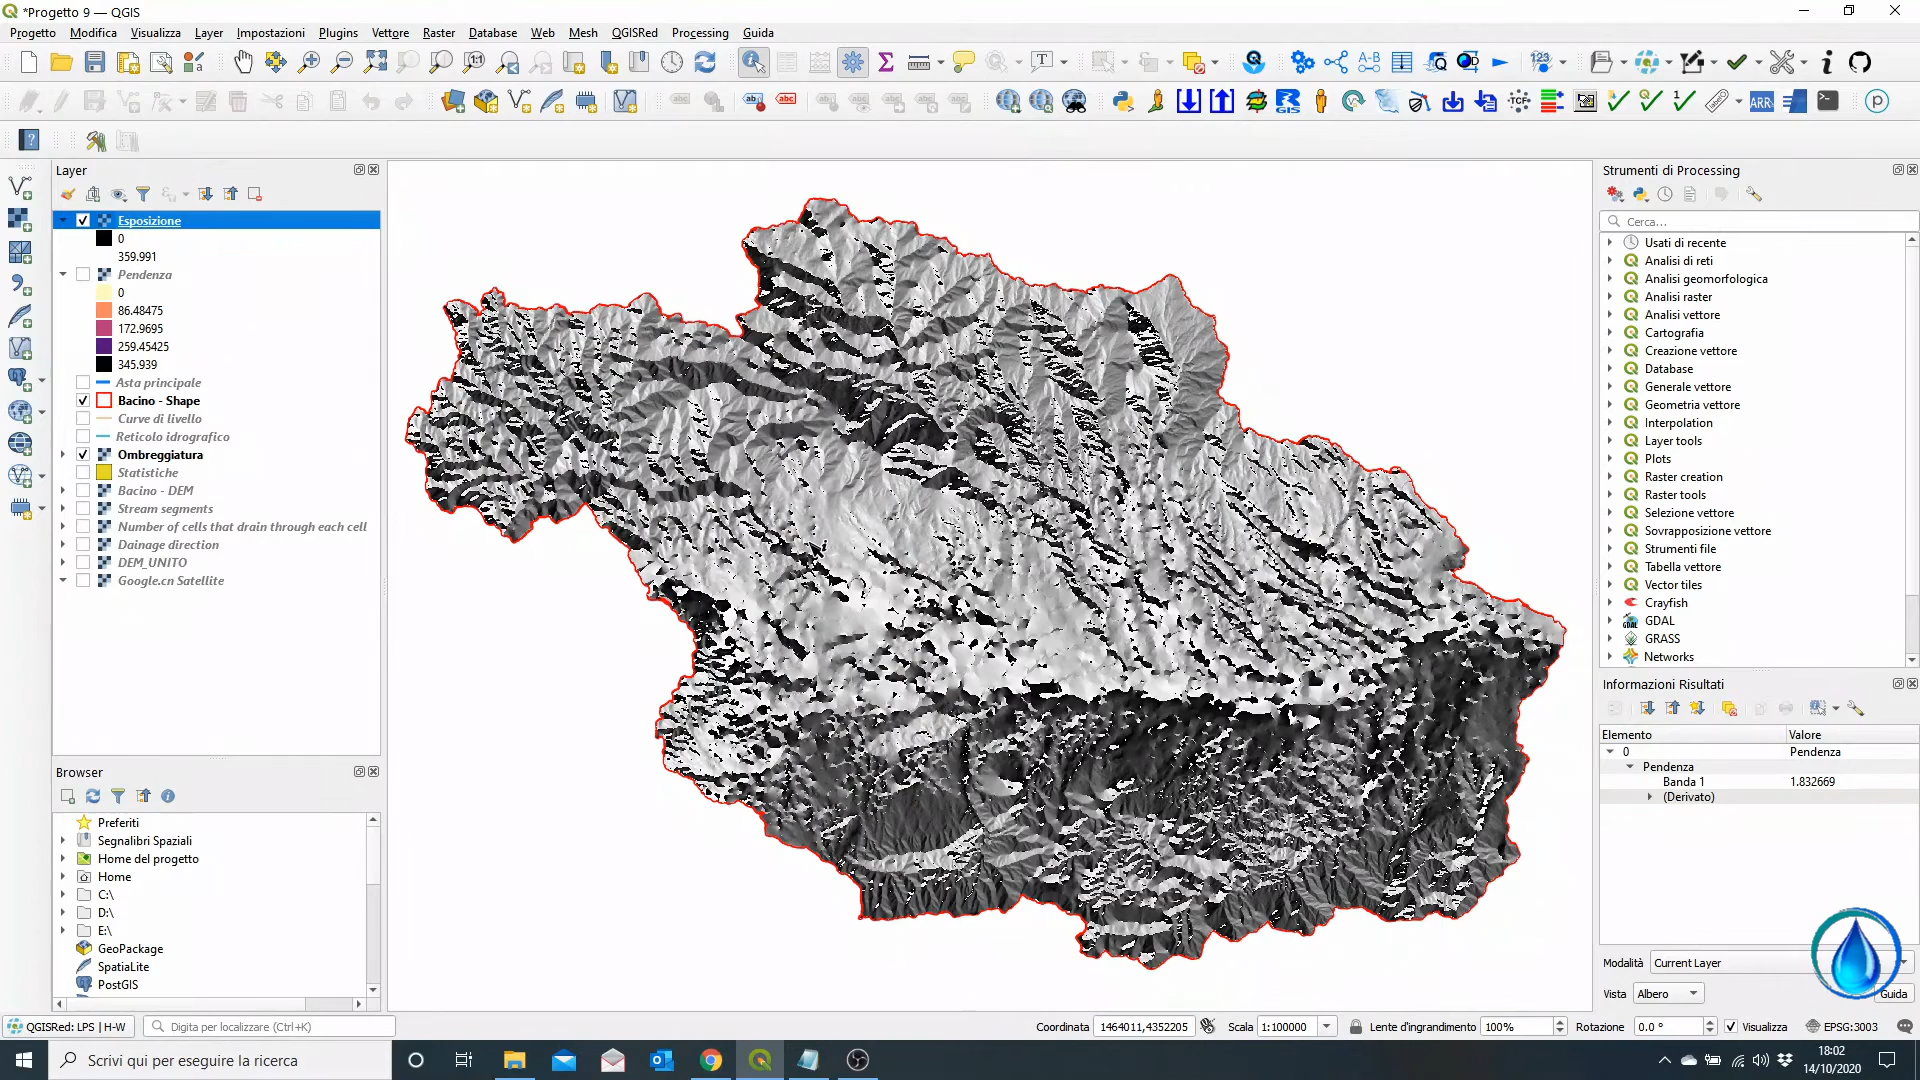 *Progetto 9 — QGIS
Progetto Modifica Visualizza Layer Impostazioni Plugins Vettore Raster Database Web Mesh QGISRed Processing Guida
Layer
Esposizione
0
359.991
Pendenza
0
86.48475
172.9695
259.45425
345.939
Asta principale
Bacino - Shape
Curve di livello
Reticolo idrografico
Ombreggiatura
Statistiche
Bacino - DEM
Stream segments
Number of cells that drain through each cell
Dainage direction
DEM_UNITO
Google.cn Satellite
Browser
Preferiti
Segnalibri Spaziali
Home del progetto
Home
C:\
D:\
E:\
GeoPackage
SpatiaLite
PostGIS
Strumenti di Processing
Cerca...
Usati di recente
Analisi di reti
Analisi geomorfologica
Analisi raster
Analisi vettore
Cartografia
Creazione vettore
Database
Generale vettore
Geometria vettore
Interpolation
Layer tools
Plots
Raster creation
Raster tools
Selezione vettore
Sovrapposizione vettore
Strumenti file
Tabella vettore
Vector tiles
Crayfish
GDAL
GRASS
Networks
Informazioni Risultati
Elemento Valore
0 Pendenza
Pendenza
Banda 1 1.832669
(Derivato)
Modalità Current Layer
Vista Albero Guida
QGISRed: LPS | H-W Digita per localizzare (Ctrl+K) Coordinata 1464011,4352205 Scala 1:100000 Lente d'ingrandimento 100% Rotazione 0.0 ° Visualizza EPSG:3003
Scrivi qui per eseguire la ricerca
18:02
14/10/2020